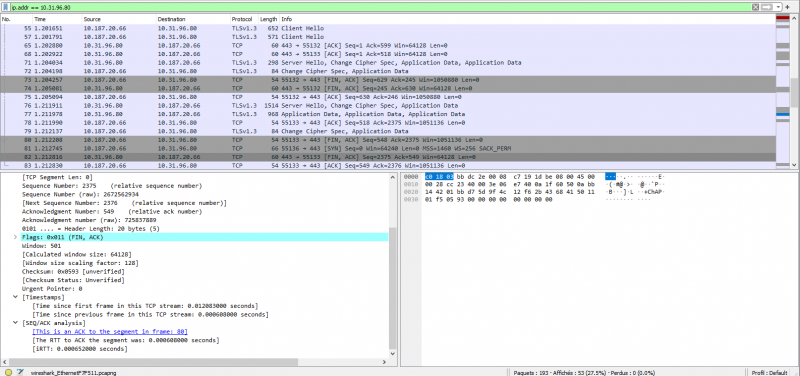 ip.addr == 10.31.96.80
No. Time Source Destination Protocol Length Info
55 1.201651 10.187.20.66 10.31.96.80 TLSv1.3 652 Client Hello
57 1.201791 10.187.20.66 10.31.96.80 TLSv1.3 571 Client Hello
65 1.202880 10.31.96.80 10.187.20.66 TCP 60 443 → 55132 [ACK] Seq=1 Ack=599 Win=64128 Len=0
68 1.202922 10.31.96.80 10.187.20.66 TCP 60 443 → 55133 [ACK] Seq=1 Ack=518 Win=64128 Len=0
71 1.204034 10.31.96.80 10.187.20.66 TLSv1.3 298 Server Hello, Change Cipher Spec, Application Data, Application Data
72 1.204198 10.187.20.66 10.31.96.80 TLSv1.3 84 Change Cipher Spec, Application Data
73 1.204257 10.187.20.66 10.31.96.80 TCP 54 55132 → 443 [FIN, ACK] Seq=629 Ack=245 Win=1050880 Len=0
74 1.205081 10.31.96.80 10.187.20.66 TCP 60 443 → 55132 [FIN, ACK] Seq=245 Ack=630 Win=64128 Len=0
75 1.205094 10.187.20.66 10.31.96.80 TCP 54 55132 → 443 [ACK] Seq=630 Ack=246 Win=1050880 Len=0
76 1.211911 10.31.96.80 10.187.20.66 TLSv1.3 1514 Server Hello, Change Cipher Spec, Application Data
77 1.211978 10.31.96.80 10.187.20.66 TLSv1.3 968 Application Data, Application Data, Application Data
78 1.212001 10.187.20.66 10.31.96.80 TCP 54 55133 → 443 [ACK] Seq=518 Ack=2375 Win=1051136 Len=0
79 1.212137 10.187.20.66 10.31.96.80 TLSv1.3 84 Change Cipher Spec, Application Data
80 1.212208 10.187.20.66 10.31.96.80 TCP 54 55133 → 443 [FIN, ACK] Seq=548 Ack=2375 Win=1051136 Len=0
81 1.212745 10.187.20.66 10.31.96.80 TCP 66 55136 → 443 [SYN] Seq=0 Win=64240 Len=0 MSS=1460 WS=256 SACK_PERM
82 1.212816 10.31.96.80 10.187.20.66 TCP 60 443 → 55133 [FIN, ACK] Seq=2375 Ack=549 Win=64128 Len=0
83 1.212830 10.187.20.66 10.31.96.80 TCP 54 55133 → 443 [ACK] Seq=549 Ack=2376 Win=1051136 Len=0
[TCP Segment Len: 0]
Sequence Number: 2375 (relative sequence number)
Sequence Number (raw): 2672562934
[Next Sequence Number: 2376 (relative sequence number)]
Acknowledgment Number: 549 (relative ack number)
Acknowledgment number (raw): 725837889
0101 .... = Header Length: 20 bytes (5)
Flags: 0x011 (FIN, ACK)
Window: 501
[Calculated window size: 64128]
[Window size scaling factor: 128]
Checksum: 0x0593 [unverified]
[Checksum Status: Unverified]
Urgent Pointer: 0
[Timestamps]
[Time since first frame in this TCP stream: 0.012083000 seconds]
[Time since previous frame in this TCP stream: 0.000608000 seconds]
[SEQ/ACK analysis]
[This is an ACK to the segment in frame: 80]
[The RTT to ACK the segment was: 0.000608000 seconds]
[iRTT: 0.000652000 seconds]
0000 c0 18 03 bb dc 2e 00 08 c7 19 1d be 08 00 45 00
0010 00 28 cc 23 40 00 3e 06 e7 40 0a 1f 60 50 0a bb
0020 14 42 01 bb d7 5d 9f 4c 12 f6 2b 43 68 41 50 11
0030 01 f5 05 93 00 00 00 00 00 00 00 00
wireshark_EthernetF7FS11.pcapng
Paquets : 193 · Affichés : 53 (27.5%) · Perdus : 0 (0.0%)
Profil : Default